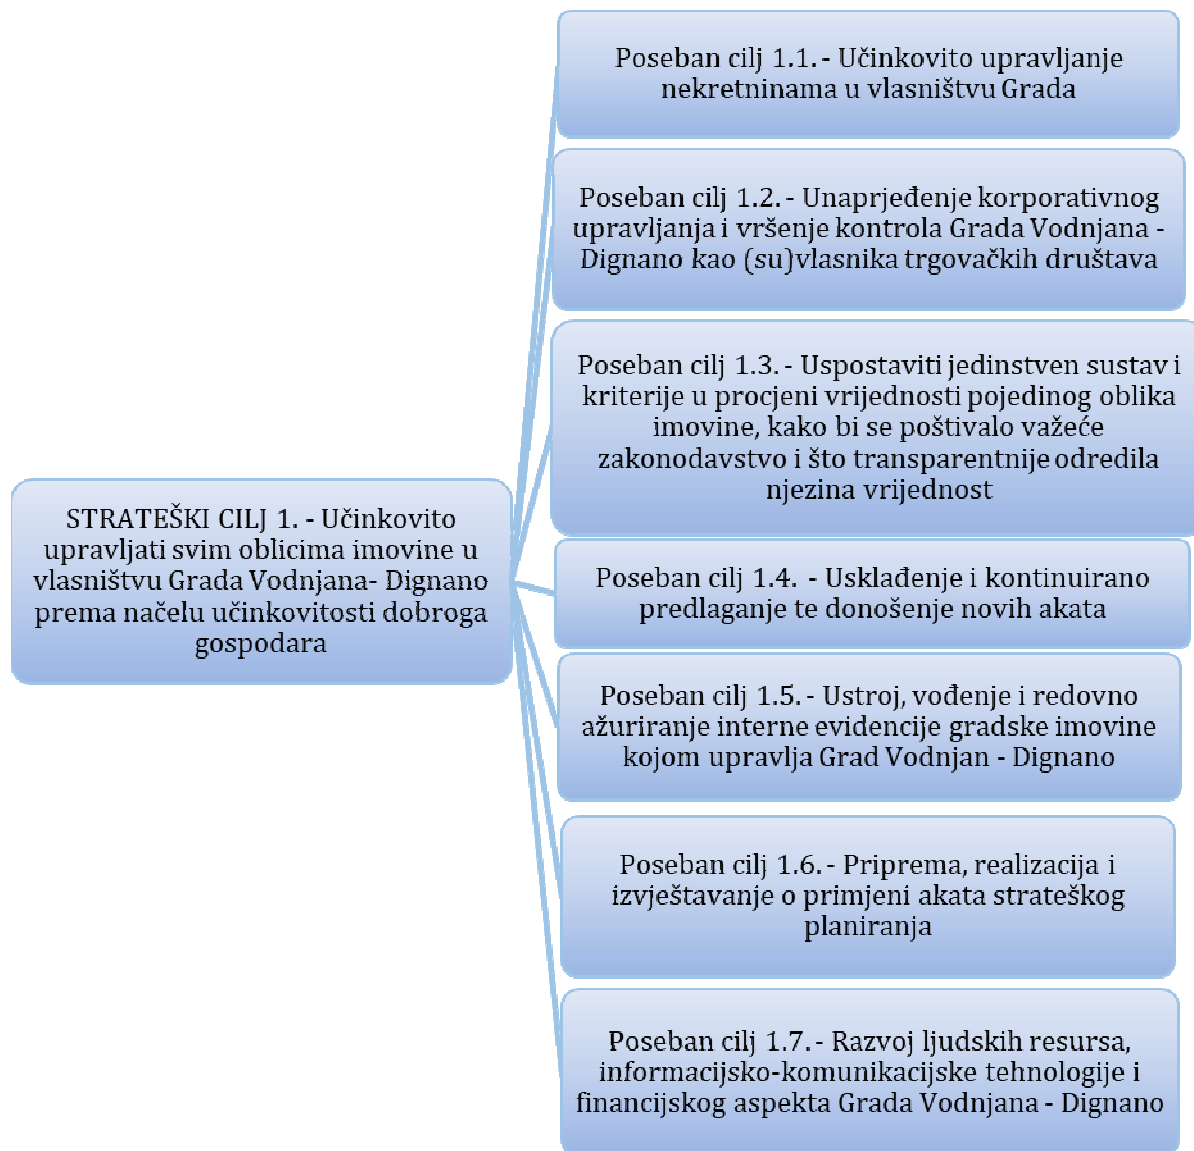 STRATEŠKI CILJ 1. - Učinkovito
upravljati svim oblicima imovine u
vlasništvu Grada Vodnjana- Dignano
prema načelu učinkovitosti dobroga
gospodara
Poseban cilj 1.1. - Učinkovito upravljanje
nekretninama u vlasništvu Grada
Poseban cilj 1.2. - Unaprjeđenje korporativnog
upravljanja i vršenje kontrola Grada Vodnjana -
Dignano kao (su)vlasnika trgovačkih društava
Poseban cilj 1.3. - Uspostaviti jedinstven sustav i
kriterije u procjeni vrijednosti pojedinog oblika
imovine, kako bi se poštivalo važeće
zakonodavstvo i što transparentnije odredila
njezina vrijednost
Poseban cilj 1.4. - Usklađenje i kontinuirano
predlaganje te donošenje novih akata
Poseban cilj 1.5. - Ustroj, vođenje i redovno
ažuriranje interne evidencije gradske imovine
kojom upravlja Grad Vodnjan - Dignano
Poseban cilj 1.6. - Priprema, realizacija i
izvještavanje o primjeni akata strateškog
planiranja
Poseban cilj 1.7. - Razvoj ljudskih resursa,
informacijsko-komunikacijske tehnologije i
financijskog aspekta Grada Vodnjana - Dignano